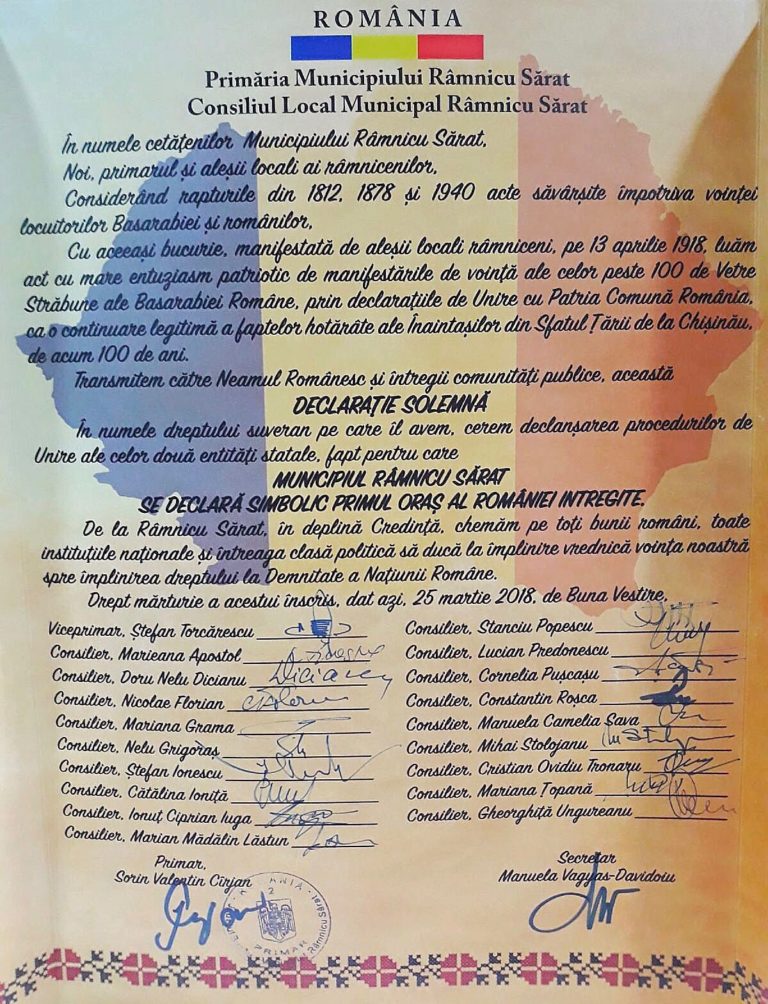 ROMÂNIA
Primăria Municipiului Râmnicu Sărat
Consiliul Local Municipal Râmnicu Sărat
În numele cetățenilor Municipiului Râmnicu Sărat,
Noi, primarul și aleșii locali ai râmnicenilor,
Considerând rapturile din 1812, 1878 și 1940 acte săvârșite împotriva voinței
locuitorilor Basarabiei și românilor,
Cu aceeași bucurie, manifestată de aleșii locali râmniceni, pe 13 aprilie 1918, luăm
act cu mare entuziasm patriotic de manifestările de voință ale celor peste 100 de Vetre
Străbune ale Basarabiei Române, prin declarațiile de Unire cu Patria Comună România,
ca o continuare legitimă a faptelor hotărâte ale Înaintașilor din Sfatul Țării de la Chișinău,
de acum 100 de ani.
Transmitem către Neamul Românesc și întregii comunități publice, această
DECLARAȚIE SOLEMNĂ
În numele dreptului suveran pe care îl avem, cerem declanșarea procedurilor de
Unire ale celor două entități statale, fapt pentru care
MUNICIPIUL RÂMNICU SĂRAT
SE DECLARĂ SIMBOLIC PRIMUL ORAȘ AL ROMÂNIEI INTREGITE.
De la Râmnicu Sărat, în deplină Credință, chemăm pe toți bunii români, toate
instituțiile naționale și întreaga clasă politică să ducă la împlinire vrednică voința noastră
spre împlinirea dreptului la Demnitate a Națiunii Române.
Drept mărturie a acestui înscris, dat azi, 25 martie 2018, de Buna Vestire,
Viceprimar, Ștefan Torcărescu
Consilier, Marieana Apostol
Consilier, Doru Nelu Dicianu
Consilier, Nicolae Florian
Consilier, Mariana Grama
Consilier, Nelu Grigoraș
Consilier, Ștefan Ionescu
Consilier, Cătălina Ioniță
Consilier, Ionuț Ciprian Iuga
Consilier, Marian Mădălin Lăstun
Consilier, Stanciu Popescu
Consilier, Lucian Predonescu
Consilier, Cornelia Pușcașu
Consilier, Constantin Roșca
Consilier, Manuela Camelia Sava
Consilier, Mihai Stolojanu
Consilier, Cristian Ovidiu Tronaru
Consilier, Mariana Țopană
Consilier, Gheorghiță Ungureanu
Primar,
Sorin Valentin Cîrjan
Secretar
Manuela Vagyas-Davidoiu
PRIMAR
Râmnicu Sărat